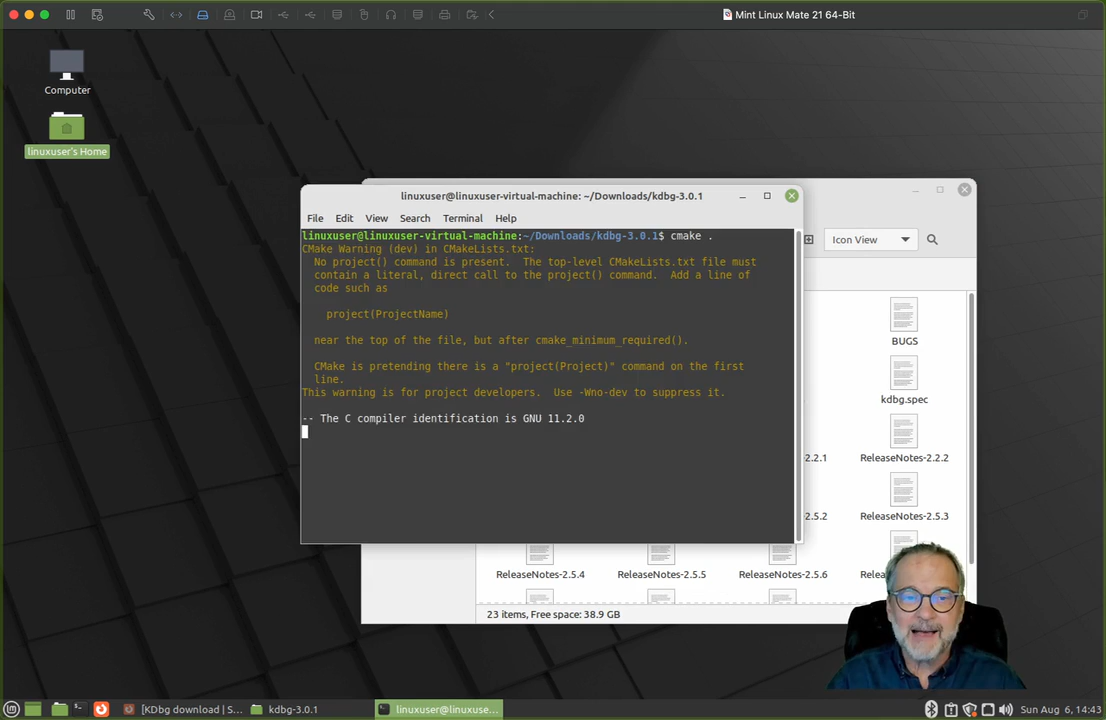 Mint Linux Mate 21 64-Bit
Computer
linuxuser's Home
linuxuser@linuxuser-virtual-machine: ~/Downloads/kdbg-3.0.1
File Edit View Search Terminal Help
linuxuser@linuxuser-virtual-machine:~/Downloads/kdbg-3.0.1$ cmake .
CMake Warning (dev) in CMakeLists.txt:
No project() command is present. The top-level CMakeLists.txt file must
contain a literal, direct call to the project() command. Add a line of
code such as
project(ProjectName)
near the top of the file, but after cmake_minimum_required().
CMake is pretending there is a "project(Project)" command on the first
line.
This warning is for project developers. Use -Wno-dev to suppress it.
-- The C compiler identification is GNU 11.2.0
Icon View
BUGS
kdbg.spec
-2.2.1
ReleaseNotes-2.2.2
-2.5.2
ReleaseNotes-2.5.3
ReleaseNotes-2.5.4
ReleaseNotes-2.5.5
ReleaseNotes-2.5.6
Relea
23 items, Free space: 38.9 GB
[KDbg download | S...
kdbg-3.0.1
linuxuser@linuxuse...
Sun Aug 6, 14:43